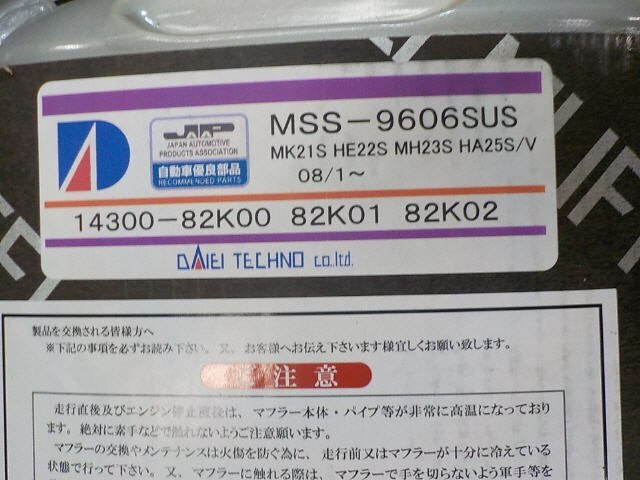 MSS-9606SUS
JAAP
JAPAN AUTOMOTIVE
PRODUCTS ASSOCIATION
MK21S HE22S MH23S HA25S/V
自動車優良部品
RECOMMENDED PARTS
08/1～
14300-82K00 82K01 82K02
DAIEI TECHNO co.,ltd.
製品を交換される皆様方へ
※下記の事項を必ずお読み下さい。又、お客様へお伝え下さいます様宜しくお願い致します。
注意
走行直後及びエンジン停止直後は、マフラー本体・パイプ等が非常に高温になっており
ます。絶対に素手などで触れないようご注意願います。
マフラーの交換やメンテナンスは火傷を防ぐ為に、走行前又はマフラーが十分に冷えている
状態で行って下さい。又、マフラーに触れる際は、マフラーで手を切らないよう軍手等を